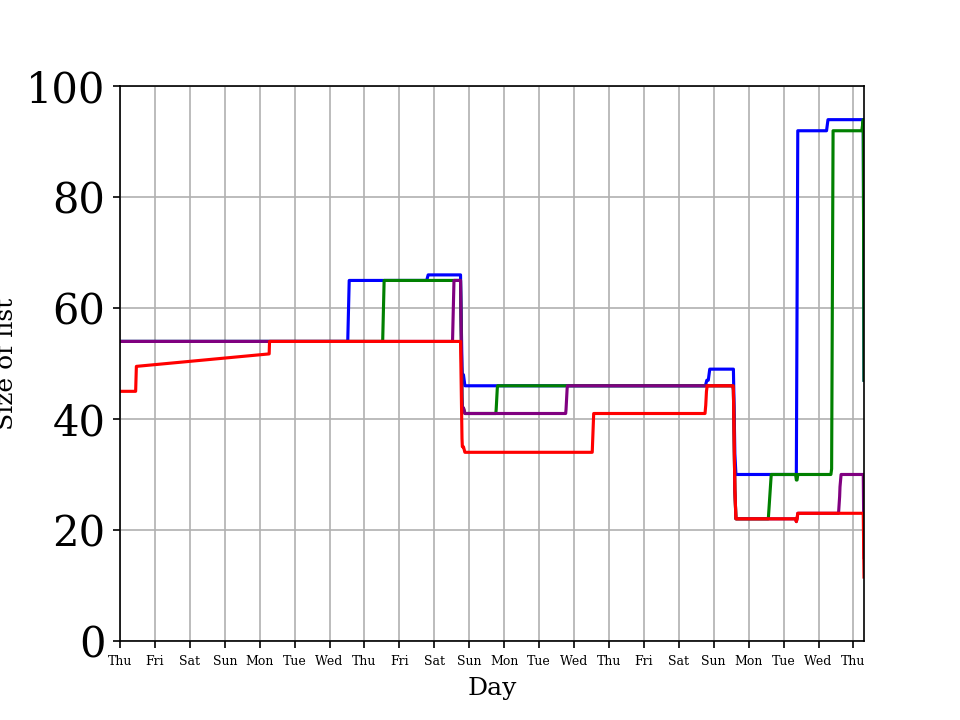 100
80
60
40
20
0
Size of list
Thu Fri Sat Sun Mon Tue Wed Thu Fri Sat Sun Mon Tue Wed Thu Fri Sat Sun Mon Tue Wed Thu
Day